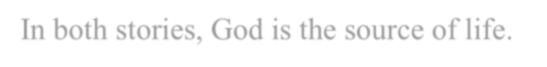 In both stories, God is the source of life.